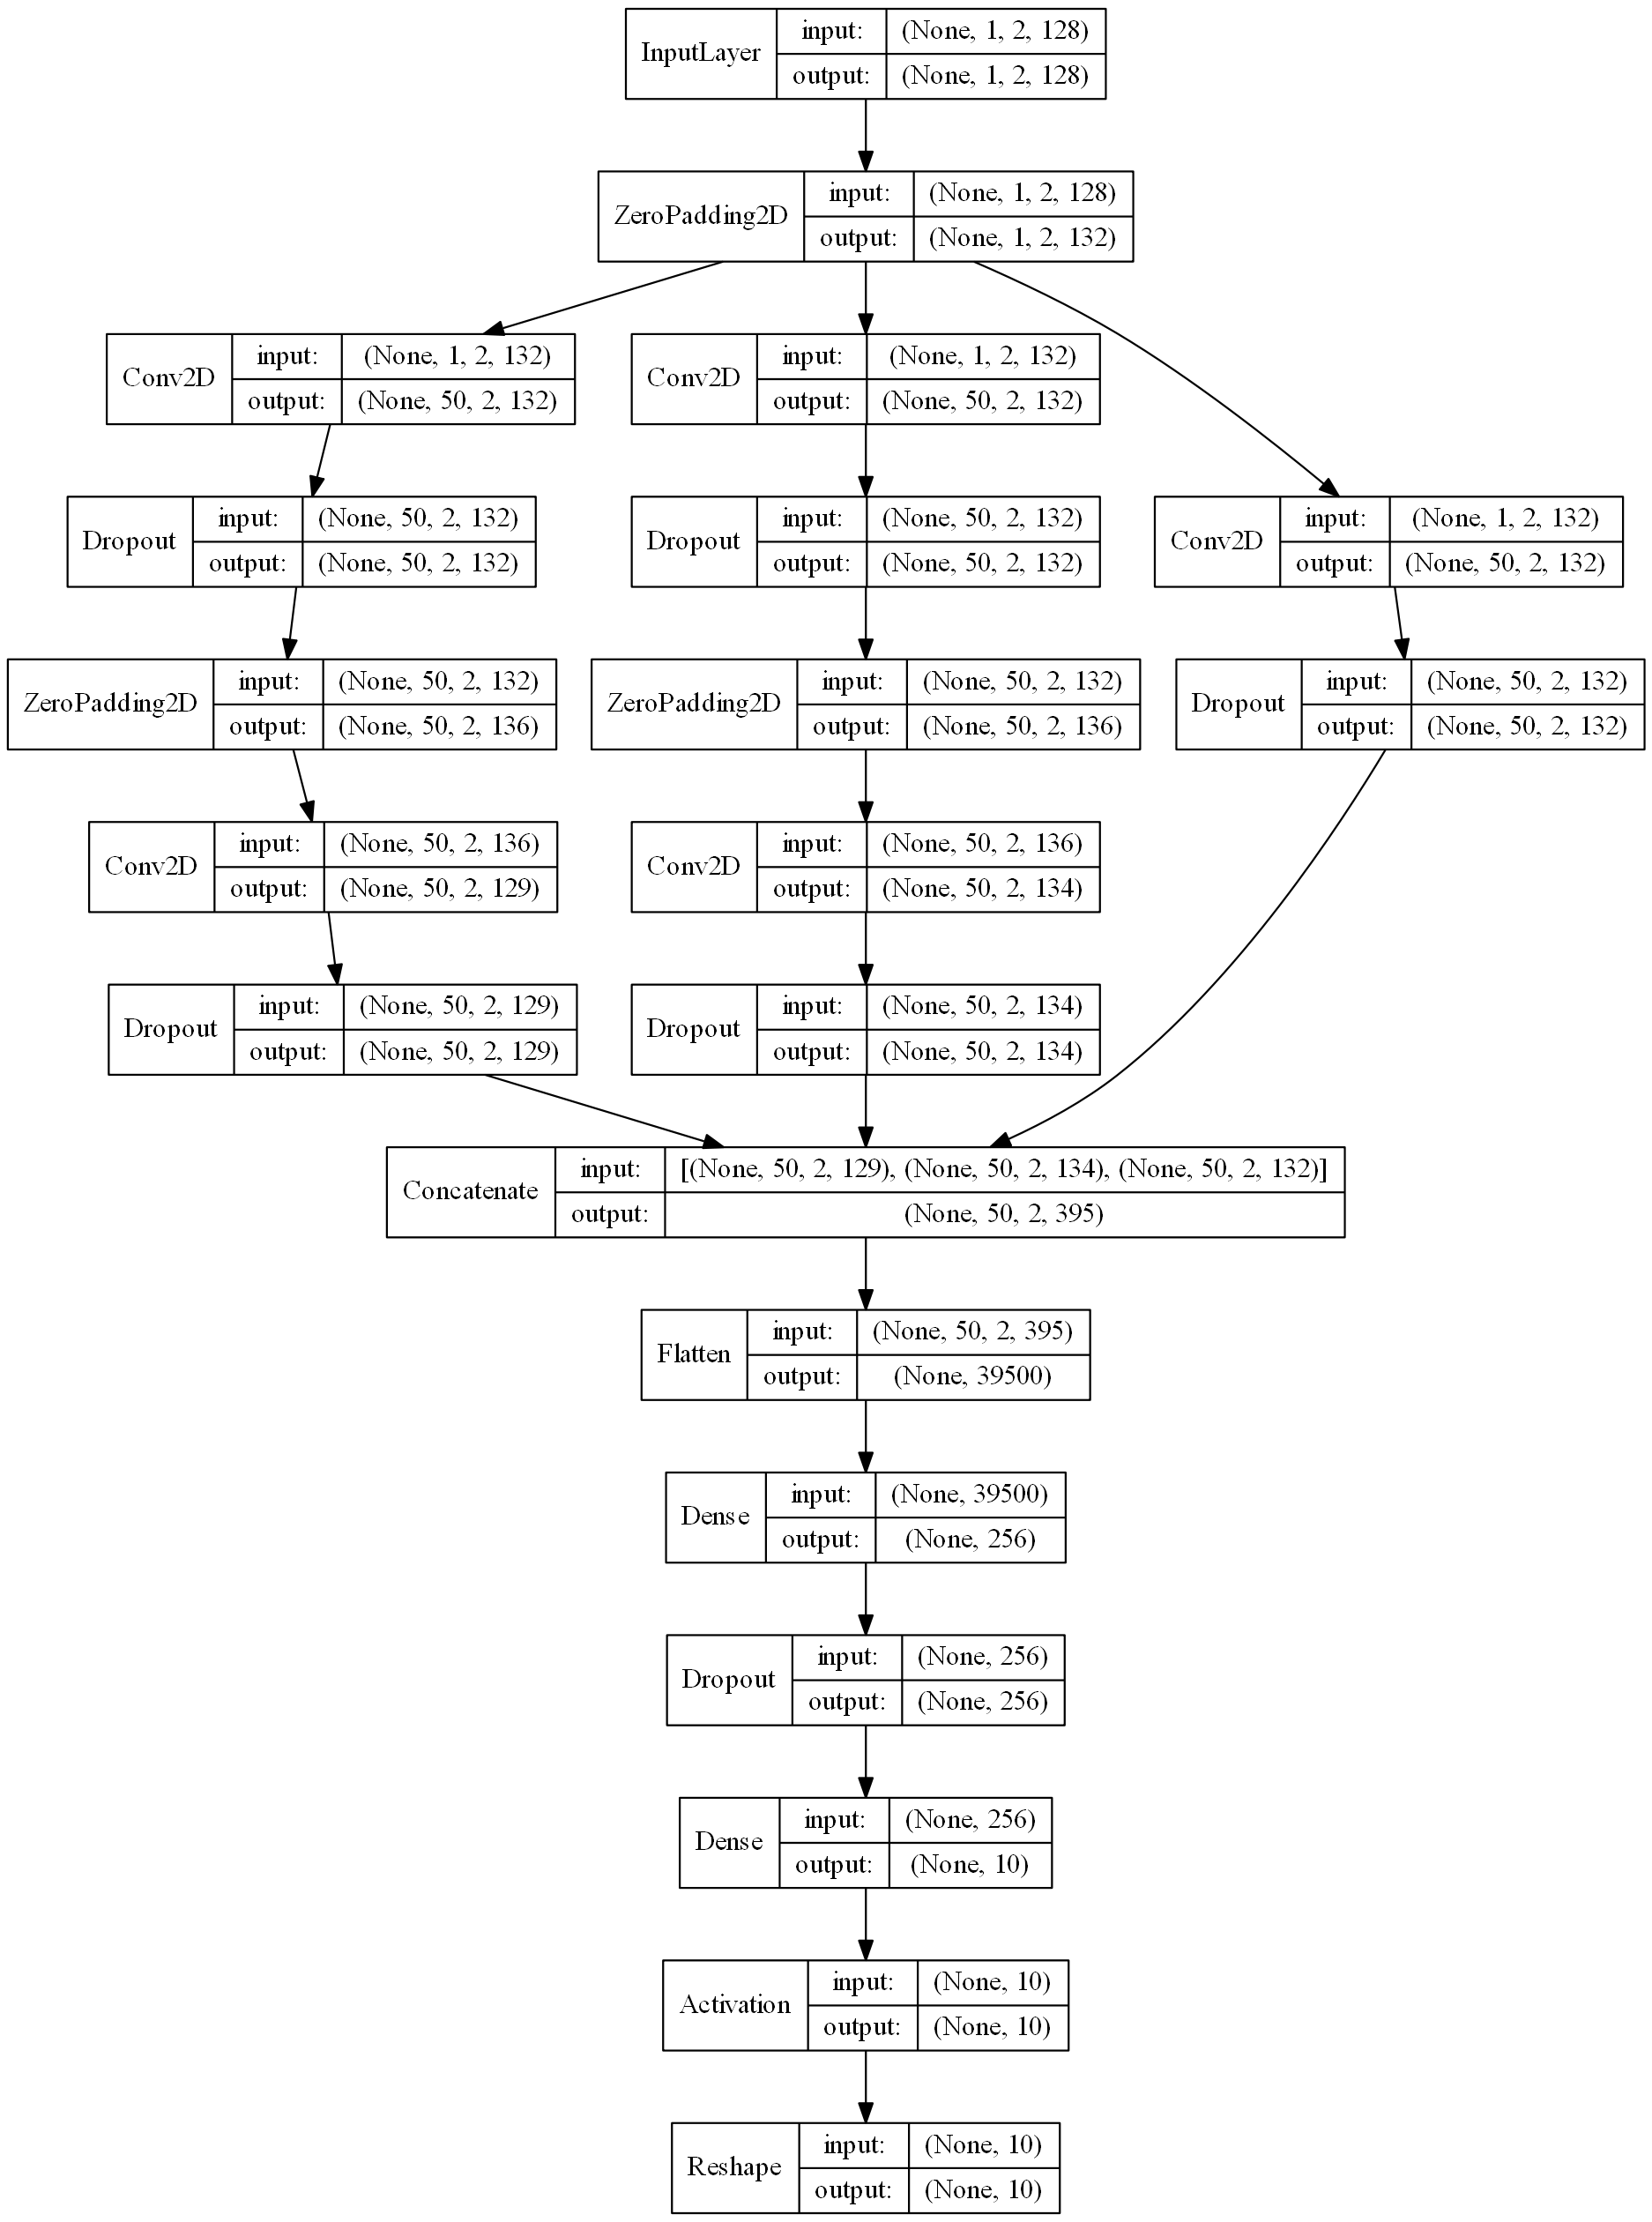 InputLayer input: (None, 1, 2, 128)
output: (None, 1, 2, 128)
ZeroPadding2D input: (None, 1, 2, 128)
output: (None, 1, 2, 132)
Conv2D input: (None, 1, 2, 132)
output: (None, 50, 2, 132)
Conv2D input: (None, 1, 2, 132)
output: (None, 50, 2, 132)
Dropout input: (None, 50, 2, 132)
output: (None, 50, 2, 132)
Dropout input: (None, 50, 2, 132)
output: (None, 50, 2, 132)
Conv2D input: (None, 1, 2, 132)
output: (None, 50, 2, 132)
ZeroPadding2D input: (None, 50, 2, 132)
output: (None, 50, 2, 136)
ZeroPadding2D input: (None, 50, 2, 132)
output: (None, 50, 2, 136)
Dropout input: (None, 50, 2, 132)
output: (None, 50, 2, 132)
Conv2D input: (None, 50, 2, 136)
output: (None, 50, 2, 129)
Conv2D input: (None, 50, 2, 136)
output: (None, 50, 2, 134)
Dropout input: (None, 50, 2, 129)
output: (None, 50, 2, 129)
Dropout input: (None, 50, 2, 134)
output: (None, 50, 2, 134)
Concatenate input: [(None, 50, 2, 129), (None, 50, 2, 134), (None, 50, 2, 132)]
output: (None, 50, 2, 395)
Flatten input: (None, 50, 2, 395)
output: (None, 39500)
Dense input: (None, 39500)
output: (None, 256)
Dropout input: (None, 256)
output: (None, 256)
Dense input: (None, 256)
output: (None, 10)
Activation input: (None, 10)
output: (None, 10)
Reshape input: (None, 10)
output: (None, 10)